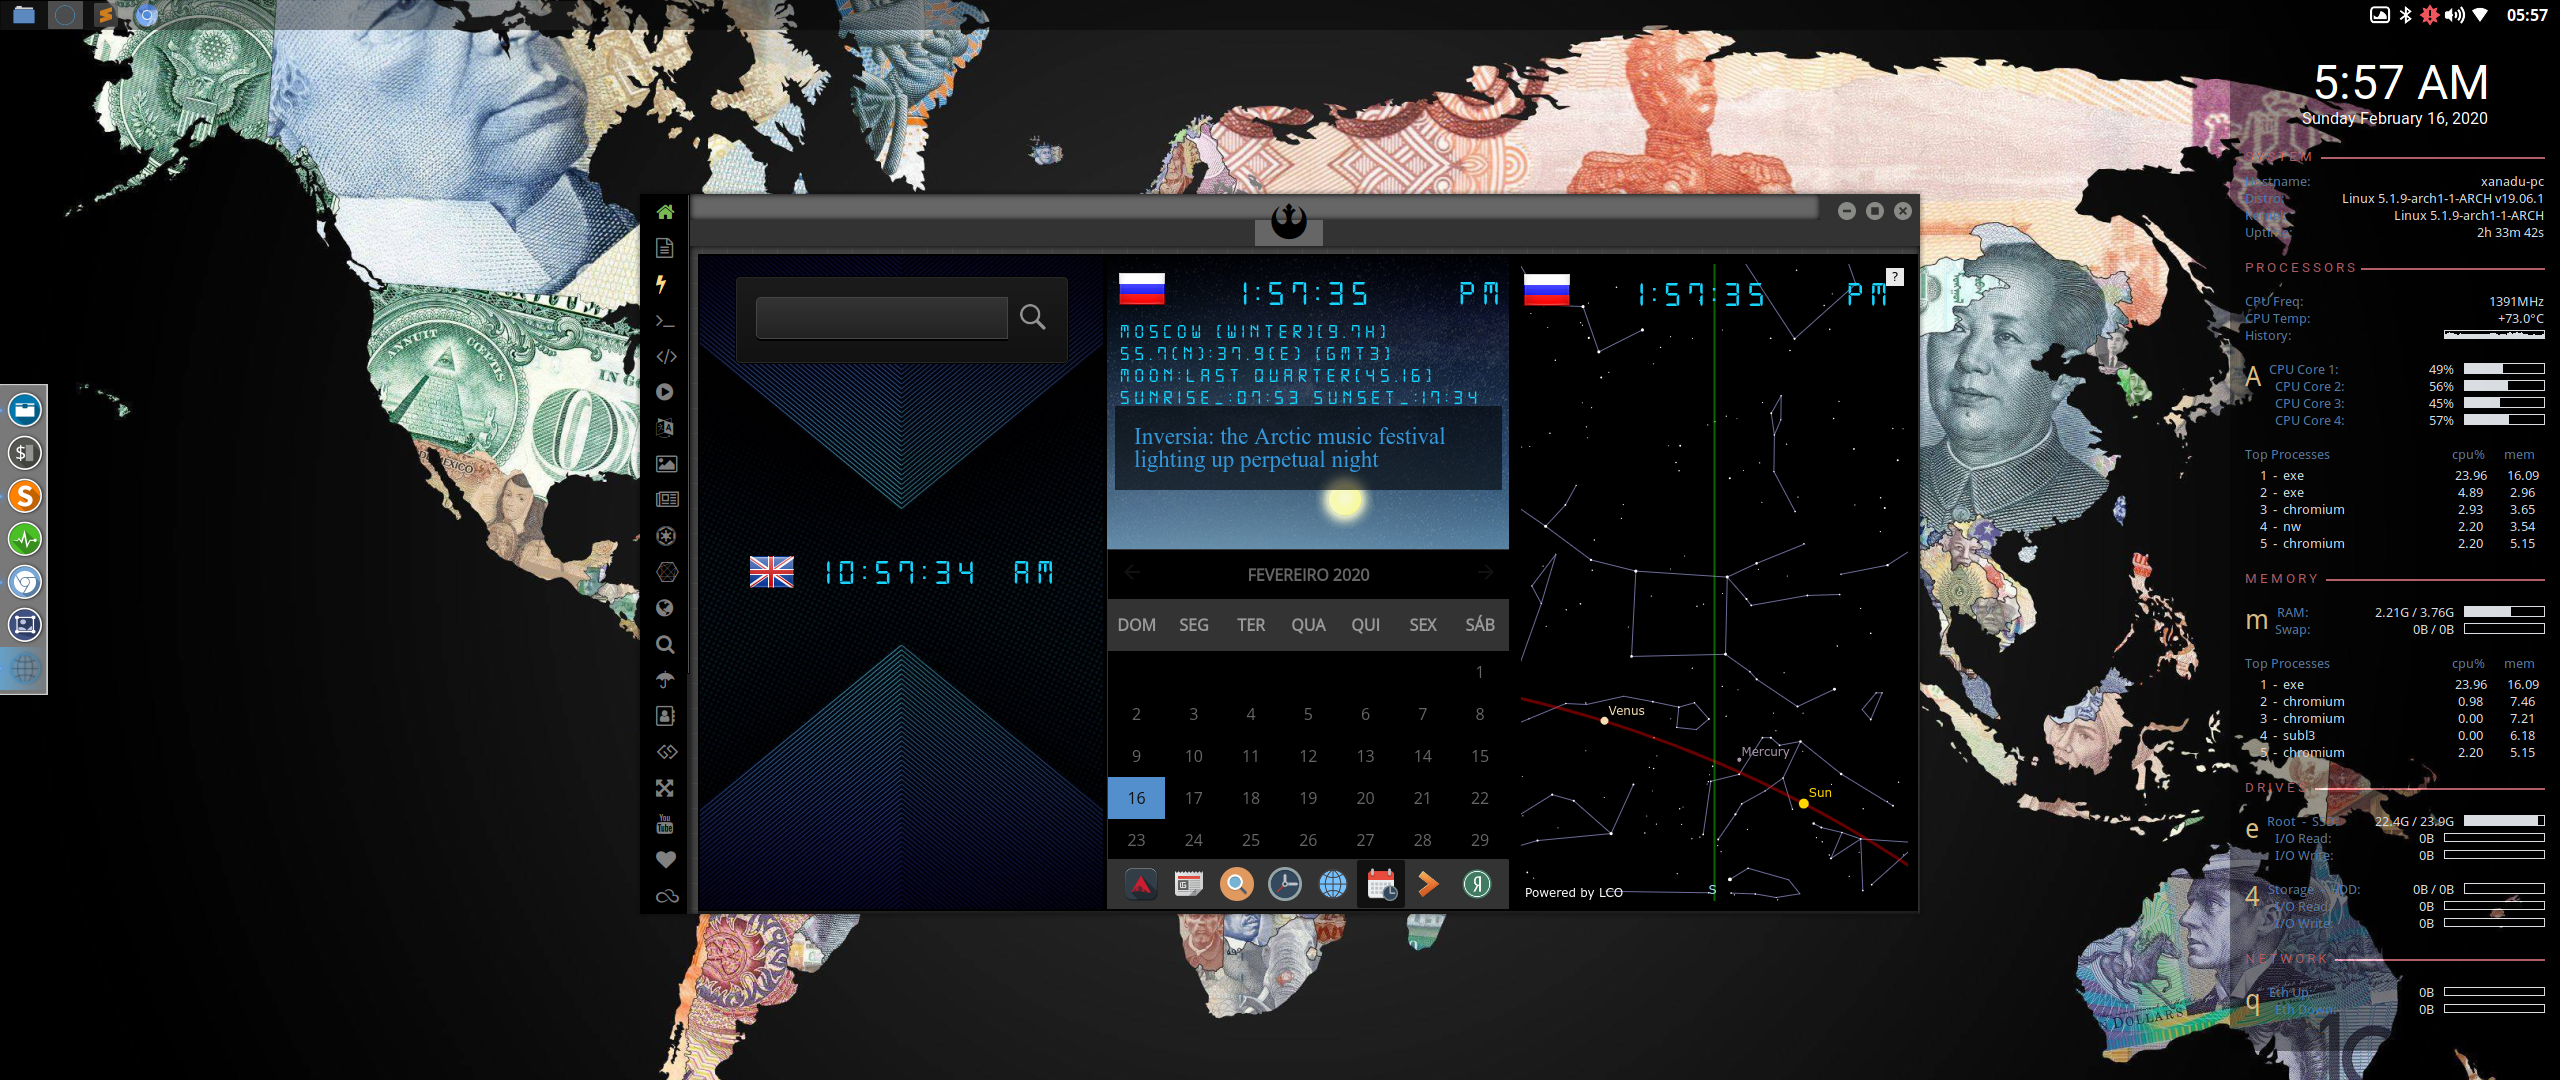 05:57
5:57 AM
Sunday February 16, 2020
SYSTEM
Hostname: xanadu-pc
Distro: Linux 5.1.9-arch1-1-ARCH v19.06.1
Linux 5.1.9-arch1-1-ARCH
Uptime: 2h 33m 42s
PROCESSORS
CPU Freq: 1391MHz
CPU Temp: +73.0°C
History:
A CPU Core 1: 49%
CPU Core 2: 56%
CPU Core 3: 45%
CPU Core 4: 57%
Top Processes cpu% mem
1 - exe 23.96 16.09
2 - exe 4.89 2.96
3 - chromium 2.93 3.65
4 - nw 2.20 3.54
5 - chromium 2.20 5.15
MEMORY
m RAM: 2.21G / 3.76G
Swap: 0B / 0B
Top Processes cpu% mem
1 - exe 23.96 16.09
2 - chromium 0.98 7.46
3 - chromium 0.00 7.21
4 - subl3 0.00 6.18
5 - chromium 2.20 5.15
DRIVES
e Root - SSD: 22.4G / 23.9G
I/O Read: 0B
I/O Write: 0B
4 Storage - HDD: 0B / 0B
I/O Read: 0B
I/O Write: 0B
NETWORK
q Eth Up: 0B
Eth Down: 0B
10:57:34 AM
1:57:35 PM
MOSCOW (WINTER)(9.7H)
55.7(N):37.9(E) (GMT3)
MOON:LAST QUARTER(45.16)
SUNRISE_:07:53 SUNSET_:17:34
Inversia: the Arctic music festival
lighting up perpetual night
FEVEREIRO 2020
DOM SEG TER QUA QUI SEX SÁB
1
2 3 4 5 6 7 8
9 10 11 12 13 14 15
16 17 18 19 20 21 22
23 24 25 26 27 28 29
1:57:35 PM
?
Venus
Mercury
Sun
Powered by LCO
S
You
Tube
ANNUIT CŒPTIS
IN G
MEXICO
DOLLARS
10